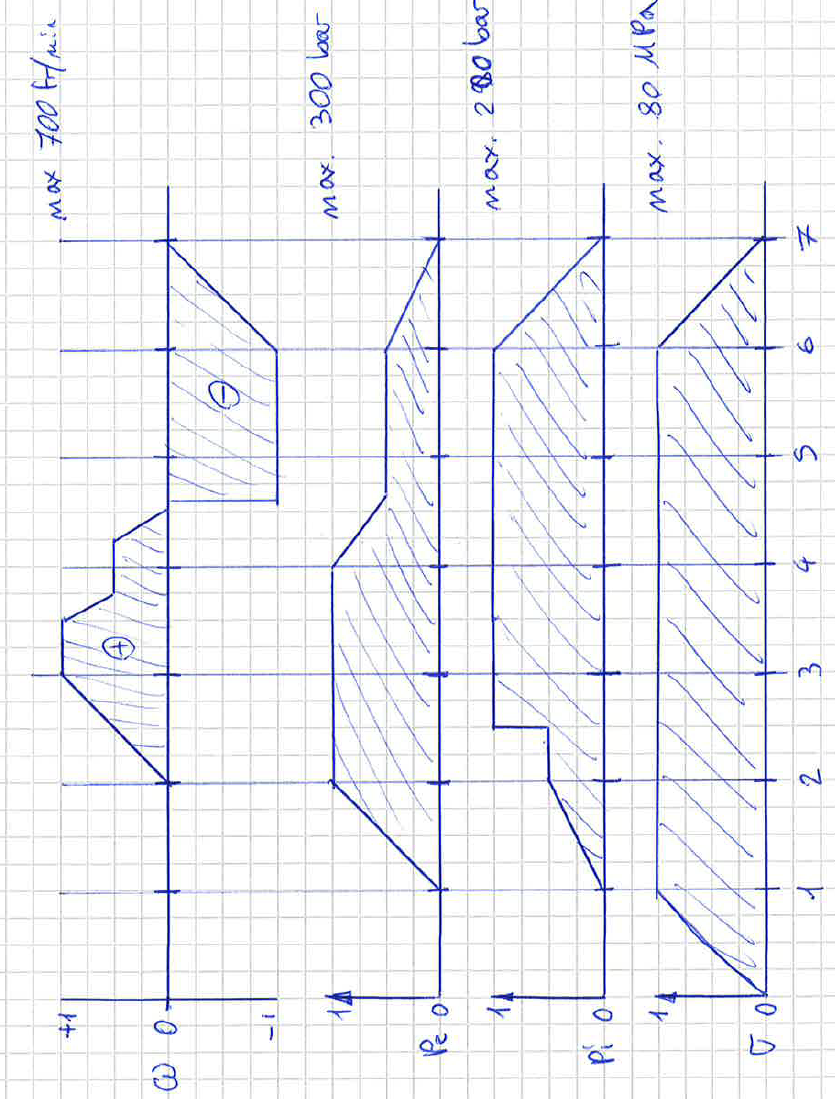 max 700 tr/min
+1
ω 0
-1
⊕
⊖
max. 300 bar
1
Pe 0
max. 280 bar
1
Pi 0
max. 80 MPa
1
σ 0
1 2 3 4 5 6 7